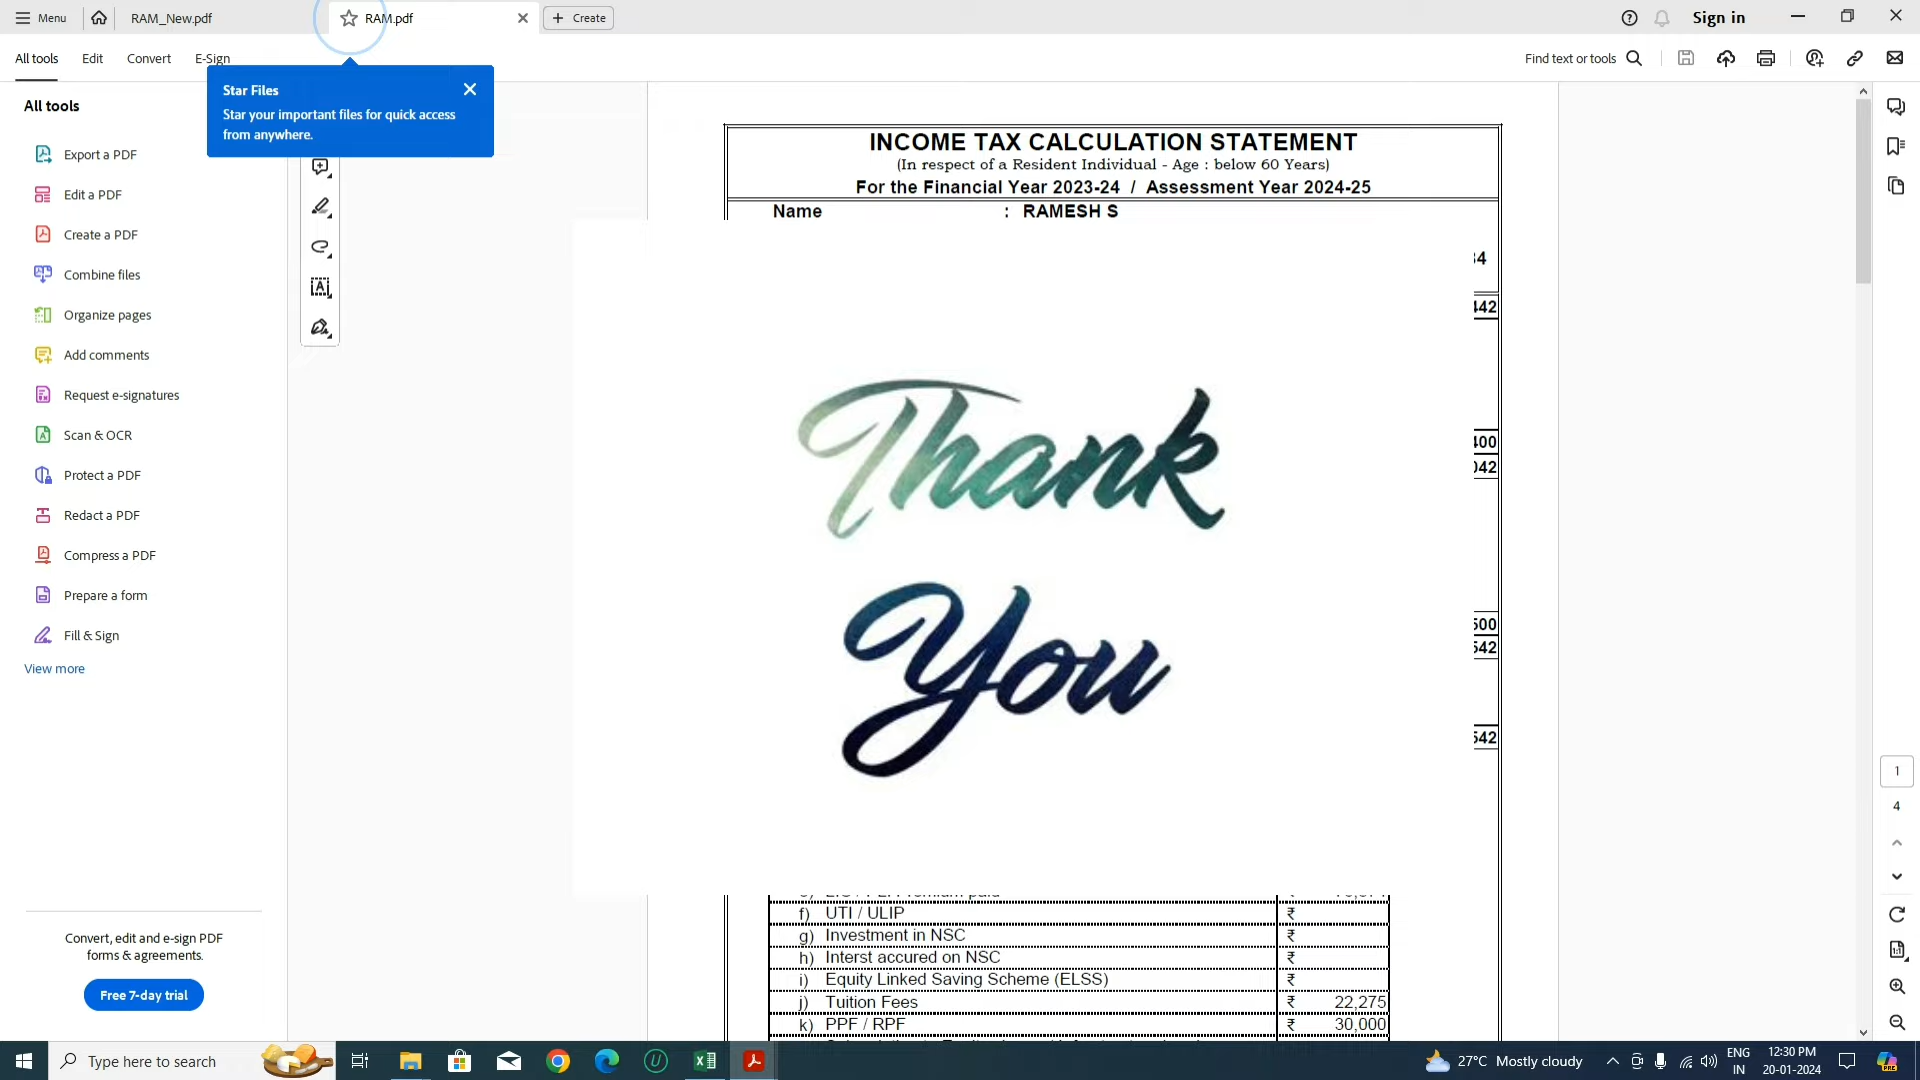 Menu
RAM_New.pdf
RAM.pdf
Create
Sign in
All tools
Edit
Convert
E-Sign
Find text or tools
Star Files
Star your important files for quick access
from anywhere.
All tools
Export a PDF
Edit a PDF
Create a PDF
Combine files
Organize pages
Add comments
Request e-signatures
Scan & OCR
Protect a PDF
Redact a PDF
Compress a PDF
Prepare a form
Fill & Sign
View more
Convert, edit and e-sign PDF
forms & agreements.
Free 7-day trial
INCOME TAX CALCULATION STATEMENT
(In respect of a Resident Individual - Age : below 60 Years)
For the Financial Year 2023-24 / Assessment Year 2024-25
Name : RAMESH S
Thank
You
f) UTI / ULIP ₹
g) Investment in NSC ₹
h) Interst accured on NSC ₹
i) Equity Linked Saving Scheme (ELSS) ₹
j) Tuition Fees ₹ 22,275
k) PPF / RPF ₹ 30,000
1
4
Type here to search
27°C Mostly cloudy
ENG
IN
12:30 PM
20-01-2024